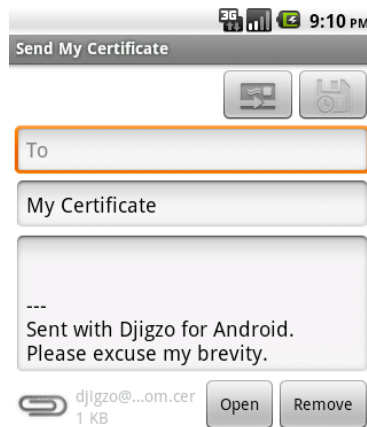 3G 9:10 PM
Send My Certificate
To
My Certificate
---
Sent with Djigzo for Android.
Please excuse my brevity.
djigzo@...om.cer
1 KB
Open
Remove